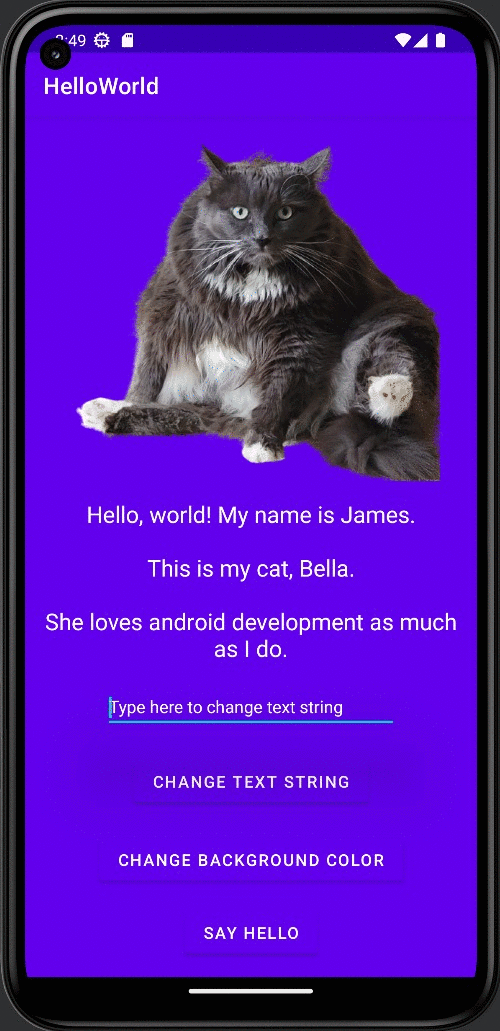 :49
HelloWorld
Hello, world! My name is James.
This is my cat, Bella.
She loves android development as much
as I do.
Type here to change text string
CHANGE TEXT STRING
CHANGE BACKGROUND COLOR
SAY HELLO